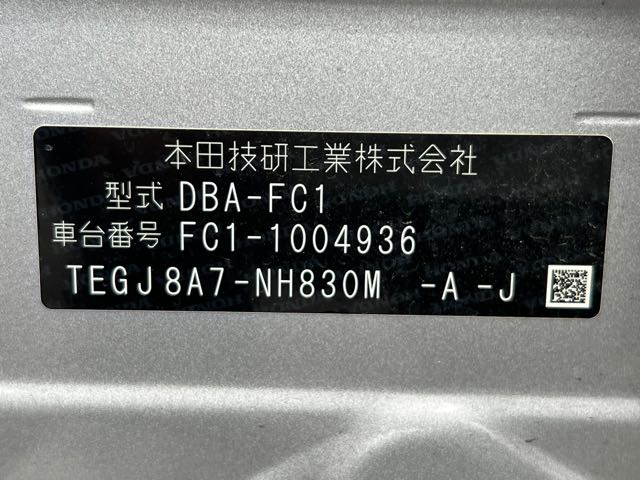 本田技研工業株式会社
型式 DBA-FC1
車台番号 FC1-1004936
TEGJ8A7-NH830M -A -J